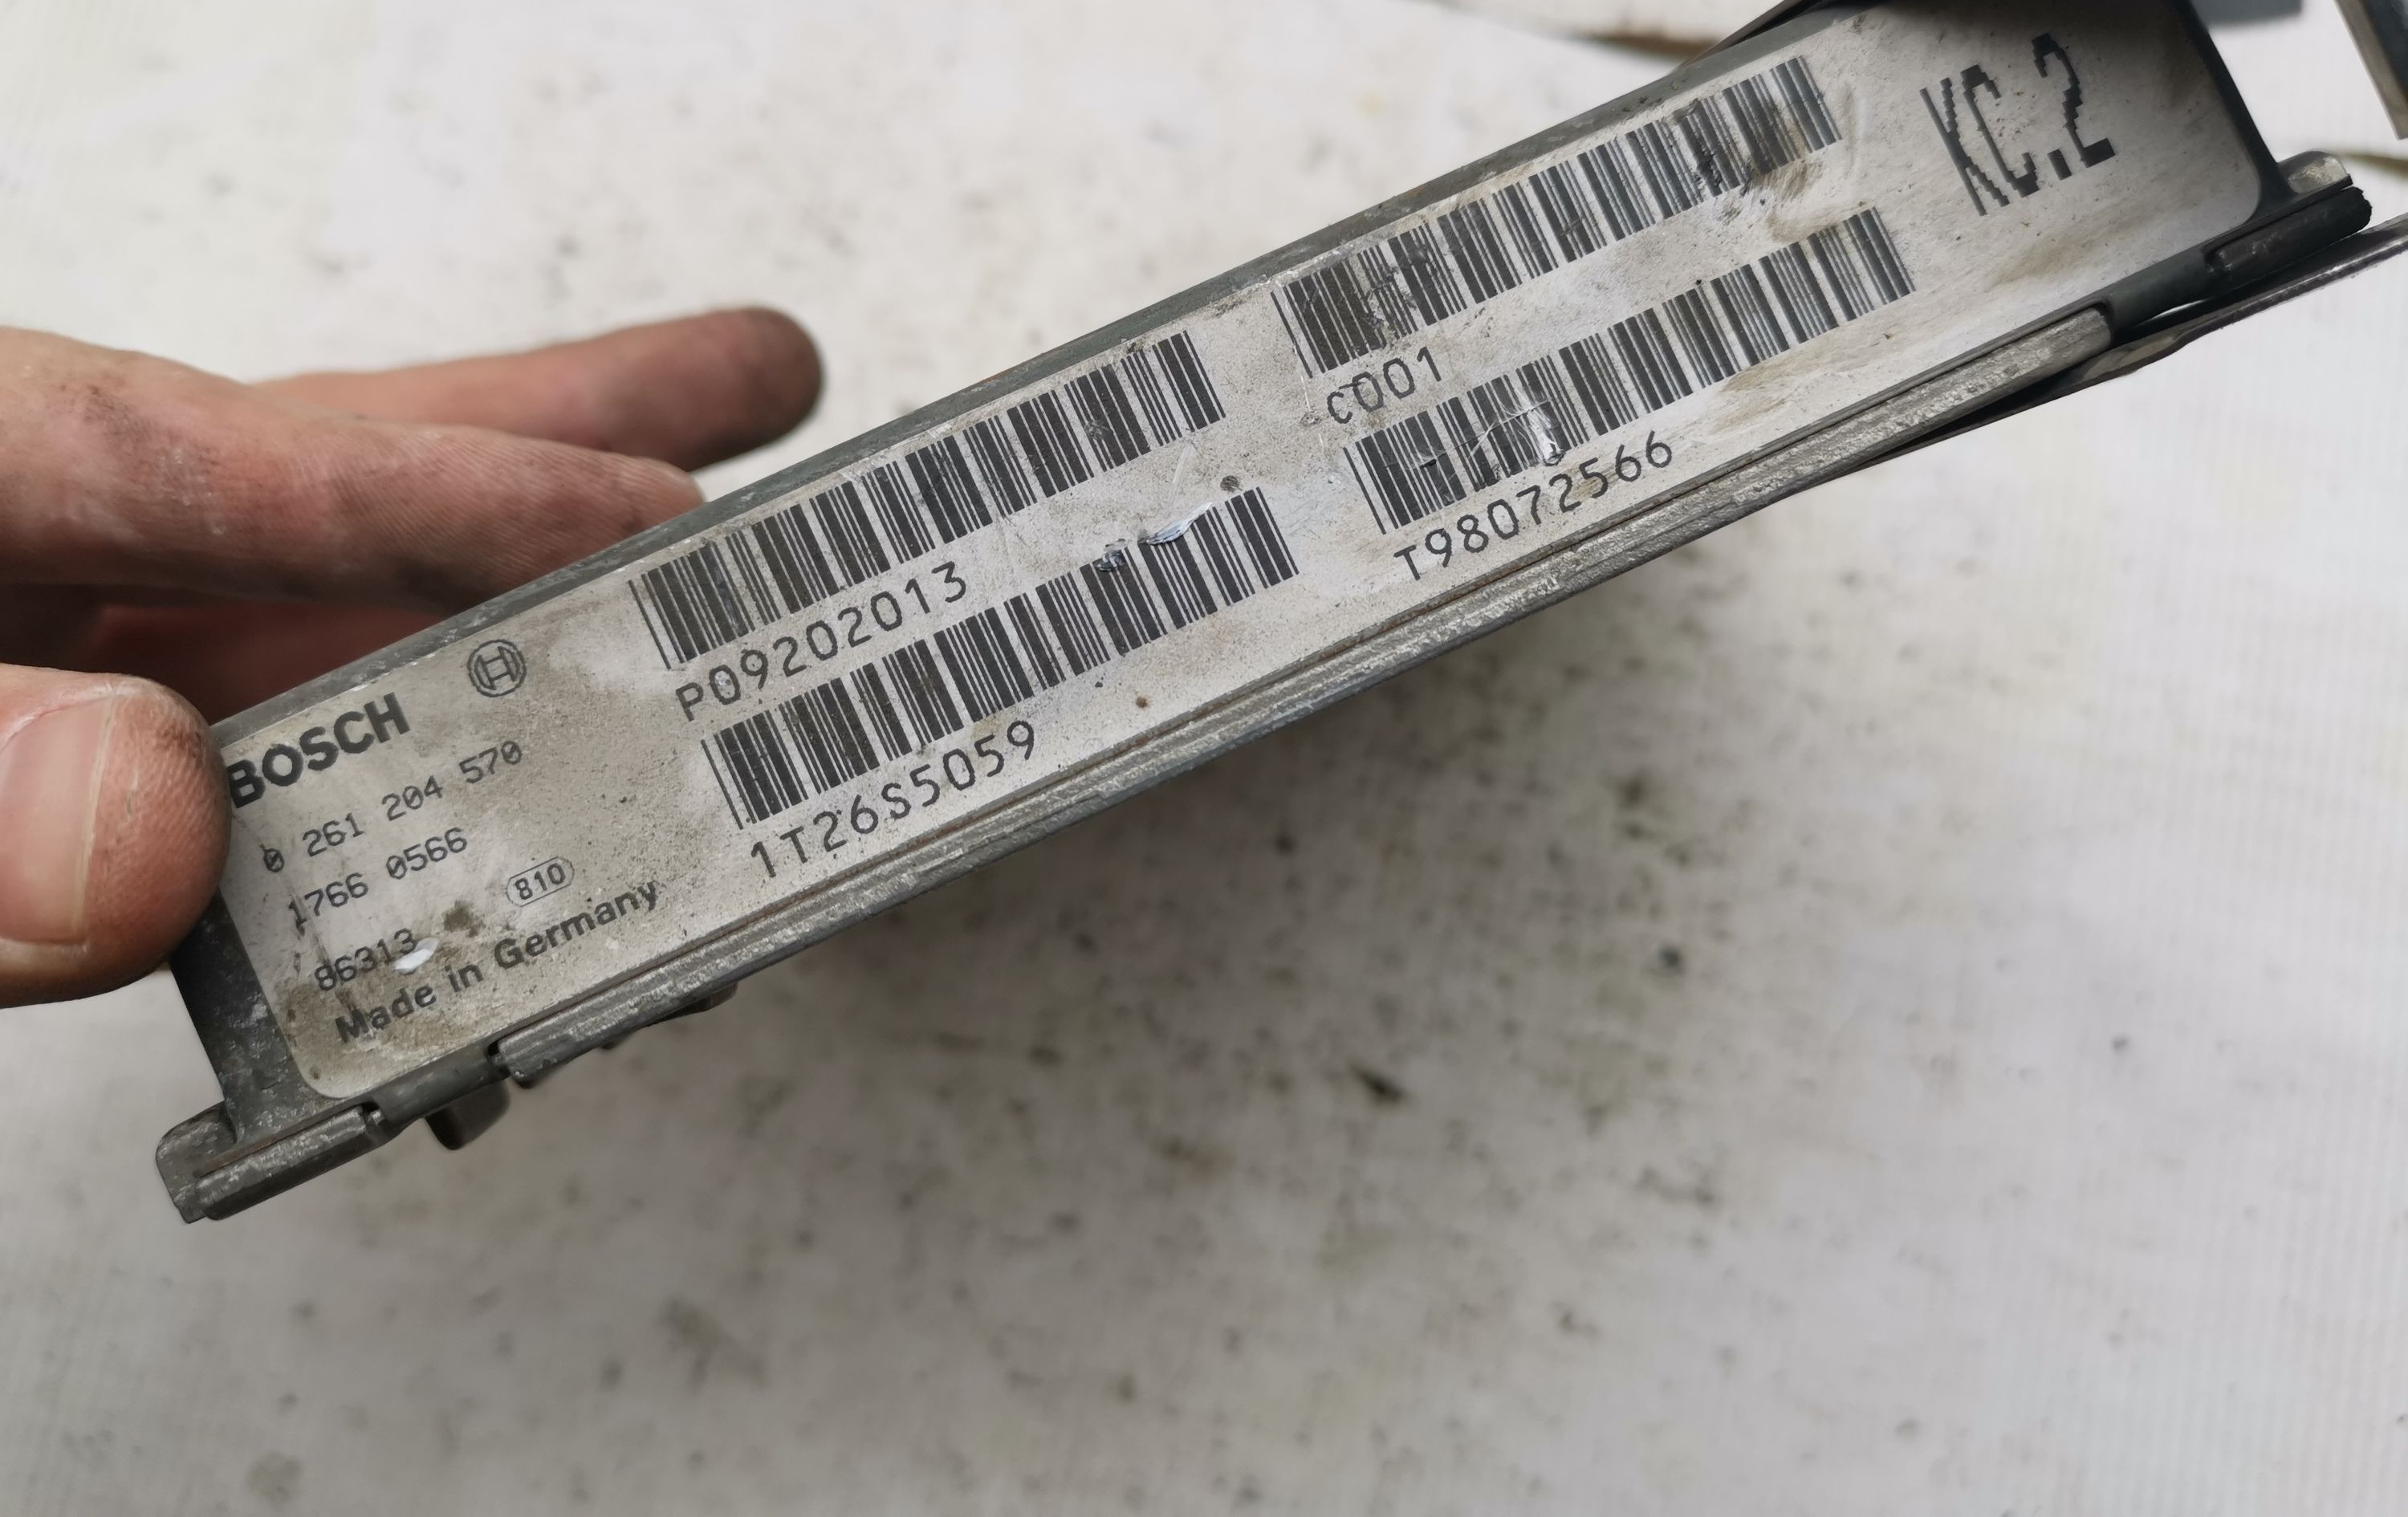 BOSCH
0 261 204 570
1766 0566
86313 810
Made in Germany
P09202013
1T26S5059
C001
T98072566
KC.2